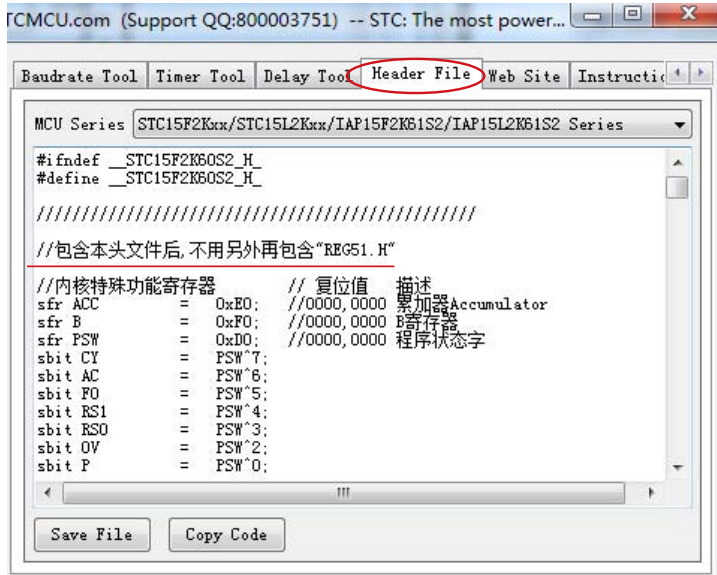 TCMCU.com (Support QQ:800003751) -- STC: The most power...
Baudrate Tool Timer Tool Delay Tool Header File Web Site Instructi
MCU Series STC15F2Kxx/STC15L2Kxx/IAP15F2K61S2/IAP15L2K61S2 Series
#ifndef __STC15F2K60S2_H_
#define __STC15F2K60S2_H_
/////////////////////////////////////////////////
//包含本头文件后,不用另外再包含"REG51.H"
//内核特殊功能寄存器 // 复位值 描述
sfr ACC = 0xE0; //0000,0000 累加器Accumulator
sfr B = 0xF0; //0000,0000 B寄存器
sfr PSW = 0xD0; //0000,0000 程序状态字
sbit CY = PSW^7;
sbit AC = PSW^6;
sbit F0 = PSW^5;
sbit RS1 = PSW^4;
sbit RS0 = PSW^3;
sbit OV = PSW^2;
sbit P = PSW^0;
Save File Copy Code